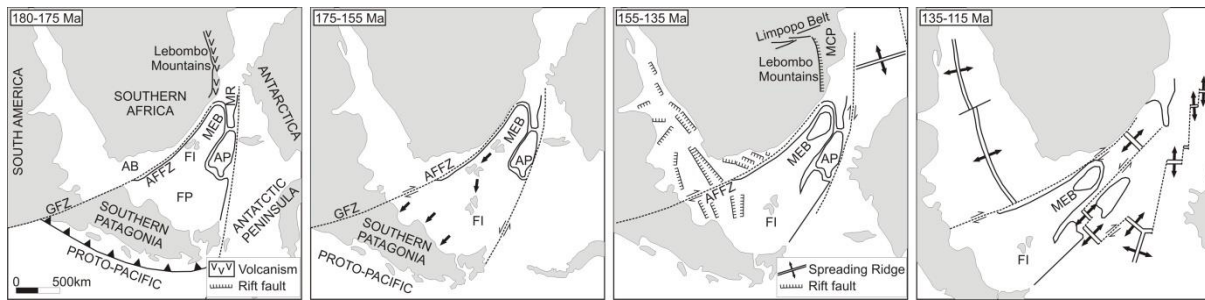 180-175 Ma
Lebombo
Mountains
SOUTH AMERICA
SOUTHERN
AFRICA
ANTARCTICA
MR
MEB
FI
AP
AB
AFFZ
FP
GFZ
SOUTHERN
PATAGONIA
ANTATCTIC
PENINSULA
PROTO-PACIFIC
0 500km
V V Volcanism
Rift fault
175-155 Ma
MEB
AP
AFFZ
GFZ
FI
SOUTHERN
PATAGONIA
PROTO-PACIFIC
155-135 Ma
Limpopo Belt
MCP
Lebombo
Mountains
MEB
AP
AFFZ
FI
Spreading Ridge
Rift fault
135-115 Ma
MEB
FI